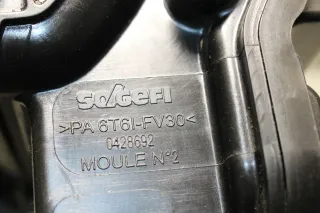 SOGEFI
>PA 6T6I-FV30<
0428692
MOULE N°2